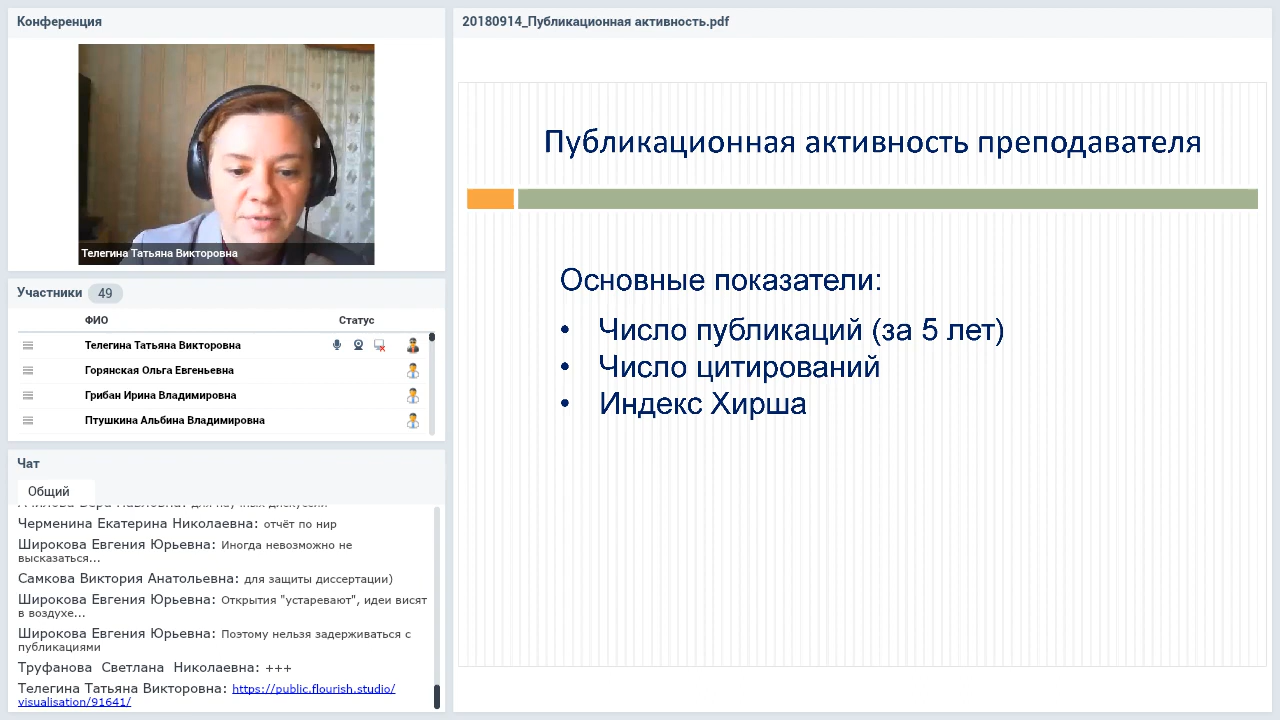 Конференция
Телегина Татьяна Викторовна
Участники 49
ФИО Статус
Телегина Татьяна Викторовна
Горянская Ольга Евгеньевна
Грибан Ирина Владимировна
Птушкина Альбина Владимировна
Чат
Общий
Черменина Екатерина Николаевна: отчёт по нир
Широкова Евгения Юрьевна: Иногда невозможно не
высказаться...
Самкова Виктория Анатольевна: для защиты диссертации)
Широкова Евгения Юрьевна: Открытия "устаревают", идеи висят
в воздухе...
Широкова Евгения Юрьевна: Поэтому нельзя задерживаться с
публикациями
Труфанова Светлана Николаевна: +++
Телегина Татьяна Викторовна: https://public.flourish.studio/
visualisation/91641/
20180914_Публикационная активность.pdf
Публикационная активность преподавателя
Основные показатели:
• Число публикаций (за 5 лет)
• Число цитирований
• Индекс Хирша